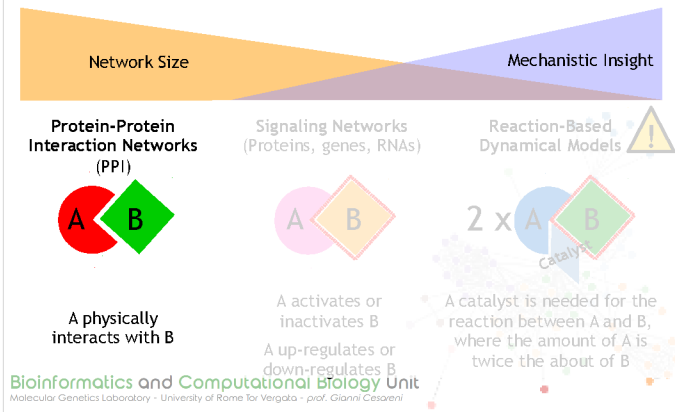 Network Size
Mechanistic Insight
Protein-Protein
Interaction Networks
(PPI)
Signaling Networks
(Proteins, genes, RNAs)
Reaction-Based
Dynamical Models
!
A B
A B
2 x A B
Catalyst
A physically
interacts with B
A activates or
inactivates B
A up-regulates or
down-regulates B
A catalyst is needed for the
reaction between A and B,
where the amount of A is
twice the about of B
Bioinformatics and Computational Biology Unit
Molecular Genetics Laboratory - University of Rome Tor Vergata - prof. Gianni Cesareni